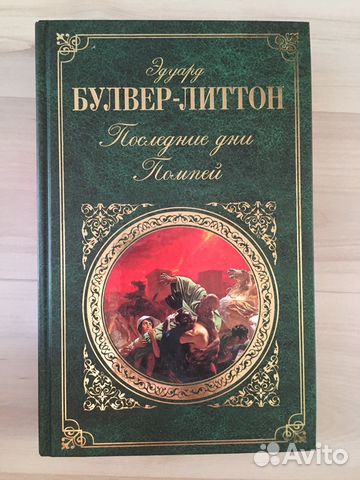 Эдуард
БУЛВЕР-ЛИТТОН
Последние дни
Помпей
Avito